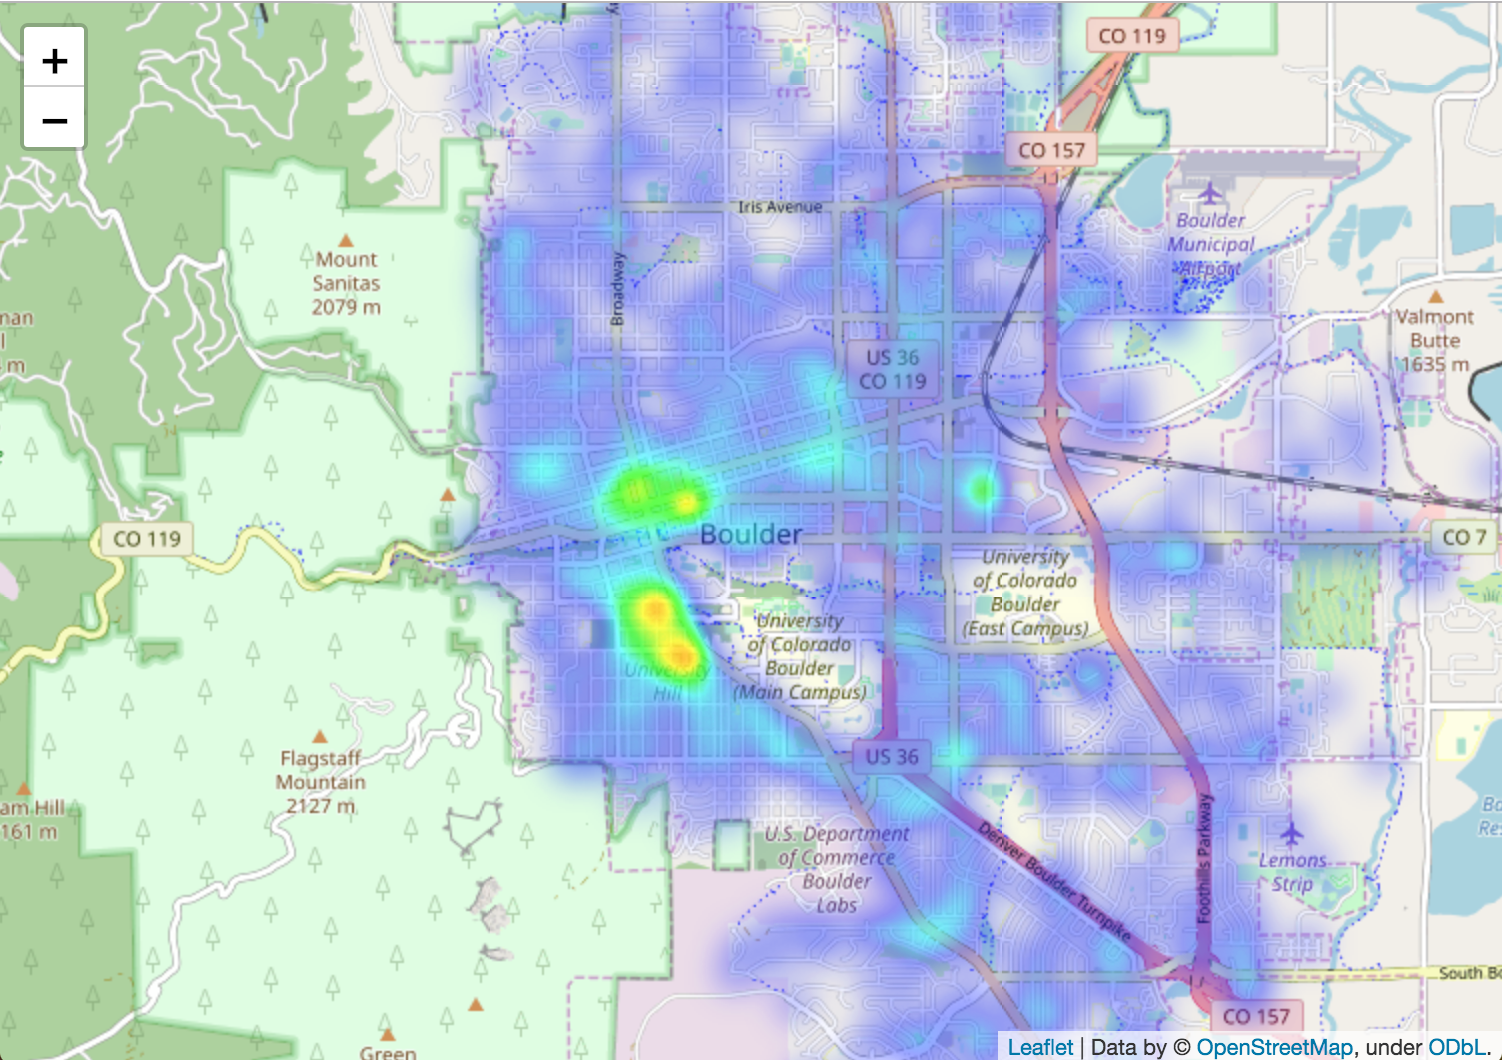 +
−
CO 119
CO 157
Iris Avenue
Boulder
Municipal
Airport
Mount
Sanitas
2079 m
Broadway
Valmont
Butte
1635 m
US 36
CO 119
m
CO 119
Boulder
CO 7
University
of Colorado
Boulder
(East Campus)
University
of Colorado
Boulder
(Main Campus)
University
Hill
Flagstaff
Mountain
2127 m
US 36
am Hill
161 m
U.S. Department
of Commerce
Boulder
Labs
Denver Boulder Turnpike
Foothills Parkway
Lemons
Strip
South Bo
CO 157
Green
Leaflet | Data by © OpenStreetMap, under ODbL.